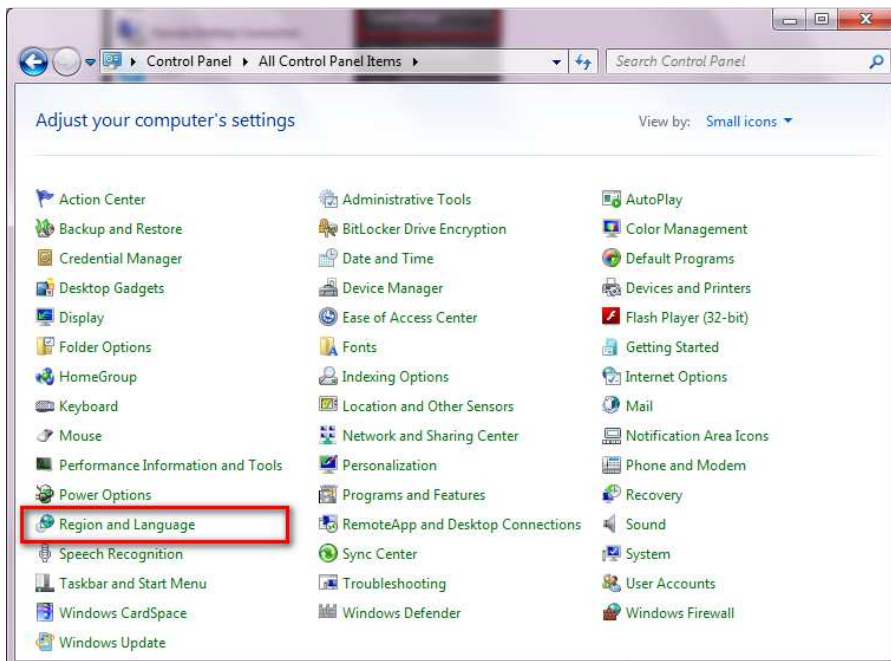 Control Panel All Control Panel Items Search Control Panel
Adjust your computer's settings View by: Small icons
Action Center Administrative Tools AutoPlay
Backup and Restore BitLocker Drive Encryption Color Management
Credential Manager Date and Time Default Programs
Desktop Gadgets Device Manager Devices and Printers
Display Ease of Access Center Flash Player (32-bit)
Folder Options Fonts Getting Started
HomeGroup Indexing Options Internet Options
Keyboard Location and Other Sensors Mail
Mouse Network and Sharing Center Notification Area Icons
Performance Information and Tools Personalization Phone and Modem
Power Options Programs and Features Recovery
Region and Language RemoteApp and Desktop Connections Sound
Speech Recognition Sync Center System
Taskbar and Start Menu Troubleshooting User Accounts
Windows CardSpace Windows Defender Windows Firewall
Windows Update